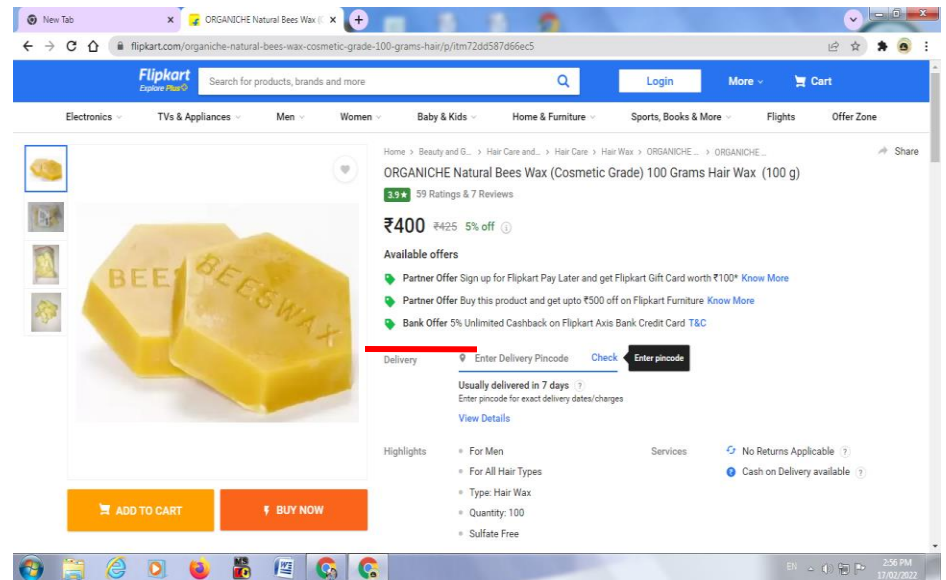 New Tab
ORGANICHE Natural Bees Wax (
flipkart.com/organiche-natural-bees-wax-cosmetic-grade-100-grams-hair/p/itm72dd587d66ec5
Flipkart
Explore Plus
Search for products, brands and more
Login
More
Cart
Electronics
TVs & Appliances
Men
Women
Baby & Kids
Home & Furniture
Sports, Books & More
Flights
Offer Zone
Home > Beauty and G... > Hair Care and... > Hair Care > Hair Wax > ORGANICHE ... > ORGANICHE ...
Share
ORGANICHE Natural Bees Wax (Cosmetic Grade) 100 Grams Hair Wax (100 g)
3.9★ 59 Ratings & 7 Reviews
₹400 ₹425 5% off
Available offers
Partner Offer Sign up for Flipkart Pay Later and get Flipkart Gift Card worth ₹100* Know More
Partner Offer Buy this product and get upto ₹500 off on Flipkart Furniture Know More
Bank Offer 5% Unlimited Cashback on Flipkart Axis Bank Credit Card T&C
BEES
BEESWAX
Delivery
Enter Delivery Pincode
Check
Enter pincode
Usually delivered in 7 days ?
Enter pincode for exact delivery dates/charges
View Details
Highlights
For Men
For All Hair Types
Type: Hair Wax
Quantity: 100
Sulfate Free
Services
No Returns Applicable ?
Cash on Delivery available ?
ADD TO CART
BUY NOW
EN
2:56 PM
17/02/2022